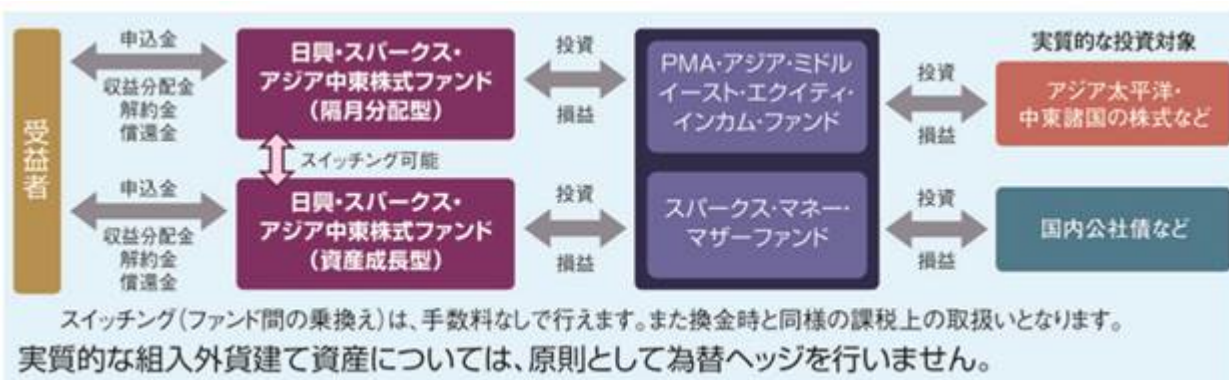 受益者
申込金
収益分配金
解約金
償還金
日興・スパークス・
アジア中東株式ファンド
(隔月分配型)
投資
損益
PMA・アジア・ミドル
イースト・エクイティ・
インカム・ファンド
投資
損益
実質的な投資対象
アジア太平洋・
中東諸国の株式など
スイッチング可能
申込金
収益分配金
解約金
償還金
日興・スパークス・
アジア中東株式ファンド
(資産成長型)
投資
損益
スパークス・マネー・
マザーファンド
投資
損益
国内公社債など
スイッチング(ファンド間の乗換え)は、手数料なしで行えます。また換金時と同様の課税上の取扱いとなります。
実質的な組入外貨建て資産については、原則として為替ヘッジを行いません。